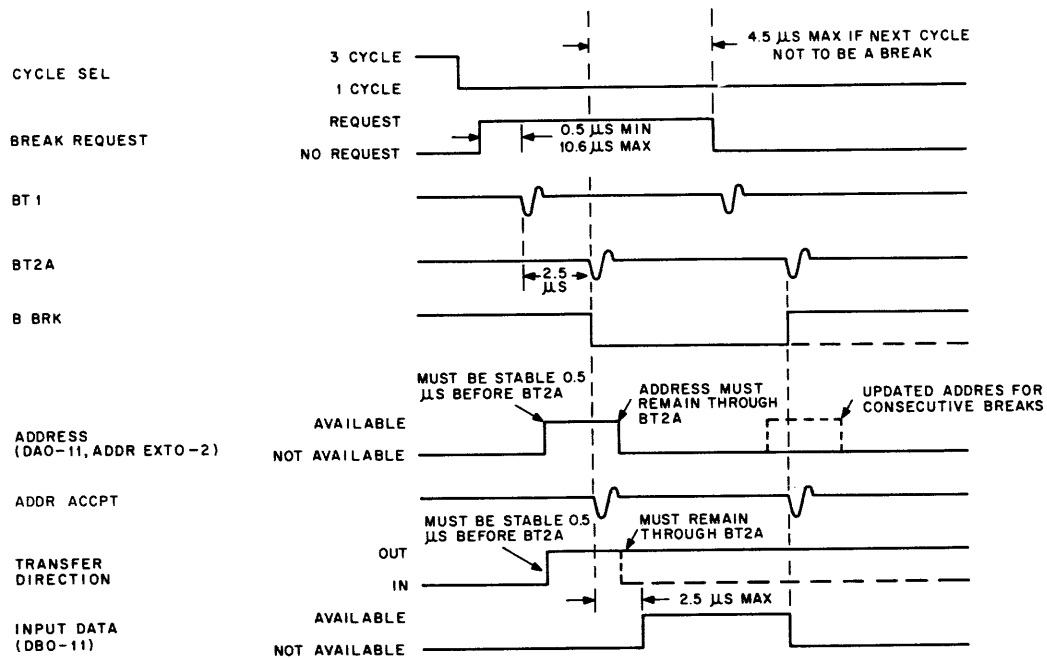 4.5 µS MAX IF NEXT CYCLE
NOT TO BE A BREAK
CYCLE SEL
3 CYCLE
1 CYCLE
BREAK REQUEST
REQUEST
NO REQUEST
0.5 µS MIN
10.6 µS MAX
BT 1
BT2A
2.5
µS
B BRK
MUST BE STABLE 0.5
µS BEFORE BT2A
ADDRESS MUST
REMAIN THROUGH
BT2A
UPDATED ADDRES FOR
CONSECUTIVE BREAKS
ADDRESS
(DA0-11, ADDR EXT0-2)
AVAILABLE
NOT AVAILABLE
ADDR ACCPT
MUST BE STABLE 0.5
µS BEFORE BT2A
MUST REMAIN
THROUGH BT2A
TRANSFER
DIRECTION
OUT
IN
2.5 µS MAX
INPUT DATA
(DB0-11)
AVAILABLE
NOT AVAILABLE